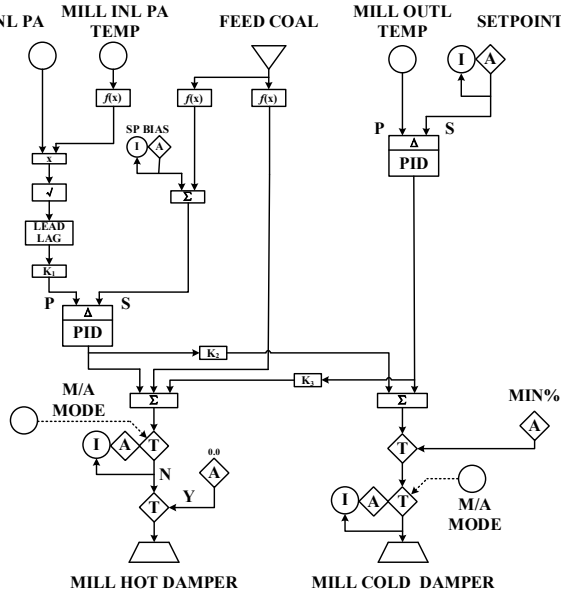 NL PA
MILL INL PA
TEMP
FEED COAL
MILL OUTL
TEMP
SETPOINT
I
A
f(x)
f(x)
f(x)
SP BIAS
I
A
P
S
Δ
PID
x
√
Σ
LEAD
LAG
K₁
P
S
Δ
PID
K₂
K₃
Σ
Σ
M/A
MODE
MIN%
A
I
A
T
0.0
A
N
T
Y
T
I
A
T
M/A
MODE
MILL HOT DAMPER
MILL COLD DAMPER